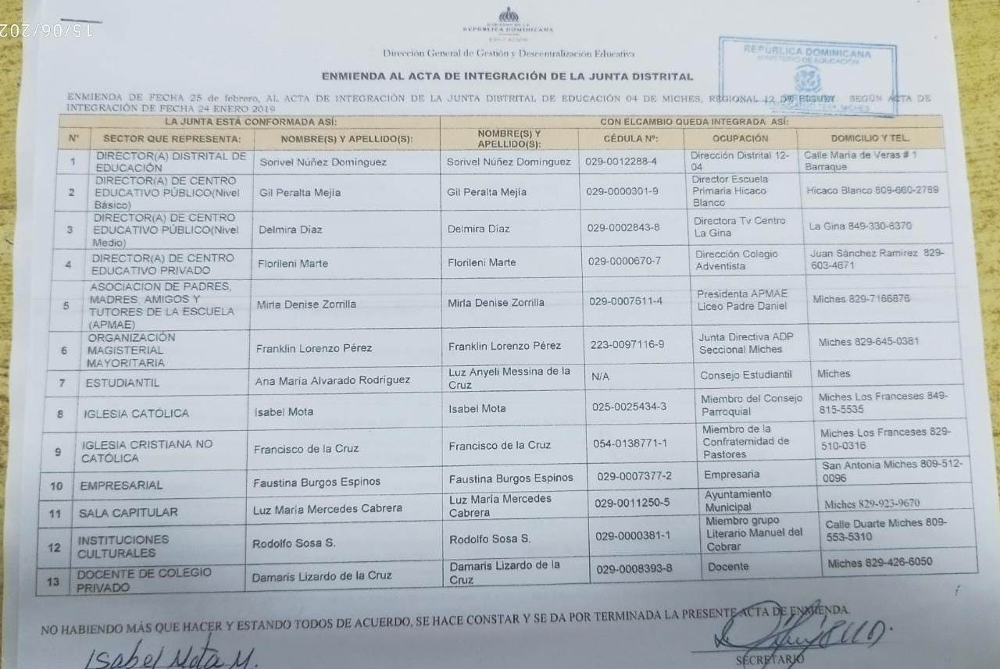 15/06/202
GOBIERNO DE LA
REPÚBLICA DOMINICANA
EDUCACIÓN
Dirección General de Gestión y Descentralización Educativa
REPÚBLICA DOMINICANA
MINISTERIO DE EDUCACIÓN
MICHES
ENMIENDA AL ACTA DE INTEGRACIÓN DE LA JUNTA DISTRITAL
ENMIENDA DE FECHA 25 de febrero, AL ACTA DE INTEGRACIÓN DE LA JUNTA DISTRITAL DE EDUCACIÓN 04 DE MICHES, REGIONAL 12 DE HIGUEY. SEGÚN ACTA DE
INTEGRACIÓN DE FECHA 24 ENERO 2019
LA JUNTA ESTÁ CONFORMADA ASÍ: CON ELCAMBIO QUEDA INTEGRADA ASÍ:
N° SECTOR QUE REPRESENTA: NOMBRE(S) Y APELLIDO(S): NOMBRE(S) Y
APELLIDO(S): CÉDULA Nº: OCUPACIÓN DOMICILIO Y TEL.
1 DIRECTOR(A) DISTRITAL DE
EDUCACIÓN Sorivel Núñez Domínguez Sorivel Núñez Dominguez 029-0012288-4 Dirección Distrital 12-
04 Calle María de Veras # 1
Barraque
2 DIRECTOR(A) DE CENTRO
EDUCATIVO PÚBLICO(Nivel
Básico) Gil Peralta Mejía Gil Peralta Mejía 029-0000301-9 Director Escuela
Primaria Hicaco
Blanco Hicaco Blanco 809-660-2789
3 DIRECTOR(A) DE CENTRO
EDUCATIVO PÚBLICO(Nivel
Medio) Delmira Díaz Delmira Díaz 029-0002843-8 Directora Tv Centro
La Gina La Gina 849-330-6370
4 DIRECTOR(A) DE CENTRO
EDUCATIVO PRIVADO Florileni Marte Florileni Marte 029-0000670-7 Dirección Colegio
Adventista Juan Sánchez Ramírez 829-
603-4671
5 ASOCIACION DE PADRES,
MADRES, AMIGOS Y
TUTORES DE LA ESCUELA
(APMAE) Mirla Denise Zorrilla Mirla Denise Zorrilla 029-0007611-4 Presidenta APMAE
Liceo Padre Daniel Miches 829-7166876
6 ORGANIZACIÓN
MAGISTERIAL
MAYORITARIA Franklin Lorenzo Pérez Franklin Lorenzo Pérez 223-0097116-9 Junta Directiva ADP
Seccional Miches Miches 829-645-0381
7 ESTUDIANTIL Ana María Alvarado Rodríguez Luz Anyeli Messina de la
Cruz N/A Consejo Estudiantil Miches
8 IGLESIA CATÓLICA Isabel Mota Isabel Mota 025-0025434-3 Miembro del Consejo
Parroquial Miches Los Franceses 849-
815-5535
9 IGLESIA CRISTIANA NO
CATÓLICA Francisco de la Cruz Francisco de la Cruz 054-0138771-1 Miembro de la
Confraternidad de
Pastores Miches Los Franceses 829-
510-0316
10 EMPRESARIAL Faustina Burgos Espinos Faustina Burgos Espinos 029-0007377-2 Empresaria San Antonia Miches 809-512-
0096
11 SALA CAPITULAR Luz María Mercedes Cabrera Luz María Mercedes
Cabrera 029-0011250-5 Ayuntamiento
Municipal Miches 829-923-9670
12 INSTITUCIONES
CULTURALES Rodolfo Sosa S. Rodolfo Sosa S. 029-0000381-1 Miembro grupo
Literario Manuel del
Cobrar Calle Duarte Miches 809-
553-5310
13 DOCENTE DE COLEGIO
PRIVADO Damaris Lizardo de la Cruz Damaris Lizardo de la
Cruz 029-0008393-8 Docente Miches 829-426-6050
NO HABIENDO MÁS QUE HACER Y ESTANDO TODOS DE ACUERDO, SE HACE CONSTAR Y SE DA POR TERMINADA LA PRESENTE ACTA DE ENMIENDA.
Isabel Mota M.
SECRETARIO